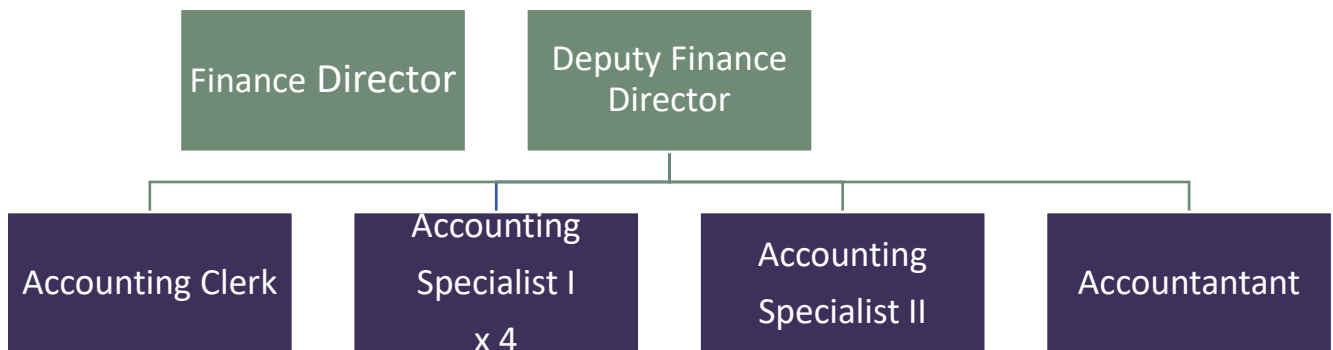 Finance Director
Deputy Finance
Director
Accounting Clerk
Accounting
Specialist I
x 4
Accounting
Specialist II
Accountantant